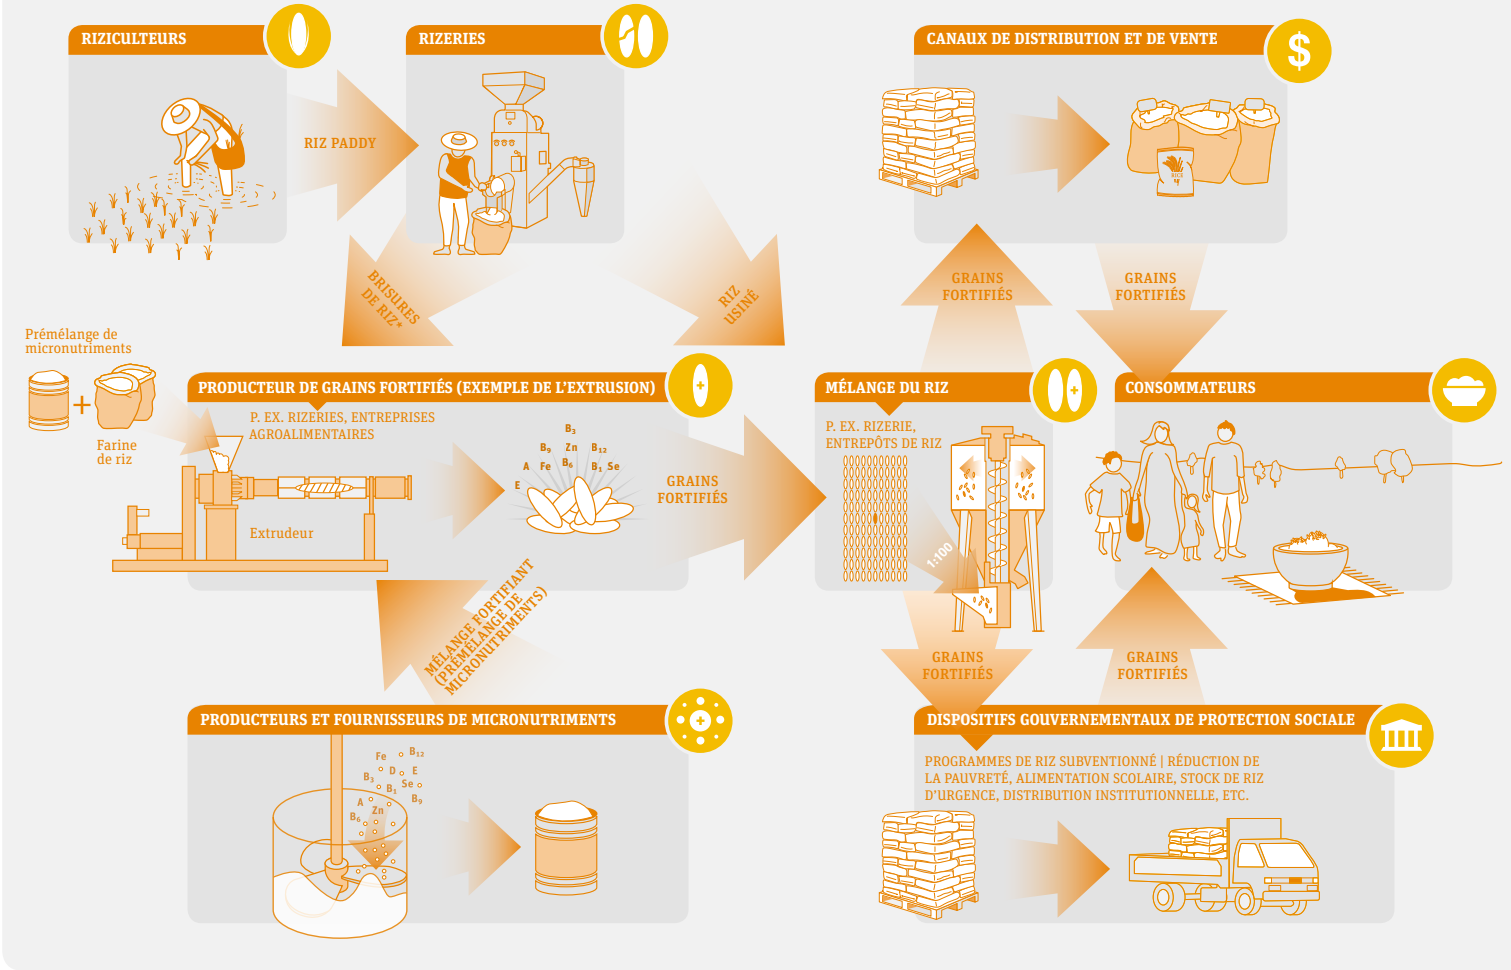 RIZICULTEURS
RIZERIES
CANAUX DE DISTRIBUTION ET DE VENTE
$
RIZ PADDY
RICE
BRISURES
DE RIZ*
RIZ
USINÉ
GRAINS
FORTIFIÉS
GRAINS
FORTIFIÉS
Prémélange de
micronutriments
+
Farine
de riz
PRODUCTEUR DE GRAINS FORTIFIÉS (EXEMPLE DE L'EXTRUSION)
+
P. EX. RIZERIES, ENTREPRISES
AGROALIMENTAIRES
Extrudeur
B3
B9 Zn B12
A Fe B6 B1 Se
E
GRAINS
FORTIFIÉS
MÉLANGE DU RIZ
+
P. EX. RIZERIE,
ENTREPÔTS DE RIZ
1:100
CONSOMMATEURS
MÉLANGE FORTIFIANT
(PRÉMÉLANGE DE
MICRONUTRIMENTS)
GRAINS
FORTIFIÉS
GRAINS
FORTIFIÉS
PRODUCTEURS ET FOURNISSEURS DE MICRONUTRIMENTS
+
Fe B12
B3 D E
B1 Se
A B9
B6 Zn
DISPOSITIFS GOUVERNEMENTAUX DE PROTECTION SOCIALE
PROGRAMMES DE RIZ SUBVENTIONNÉ | RÉDUCTION DE
LA PAUVRETÉ, ALIMENTATION SCOLAIRE, STOCK DE RIZ
D'URGENCE, DISTRIBUTION INSTITUTIONNELLE, ETC.